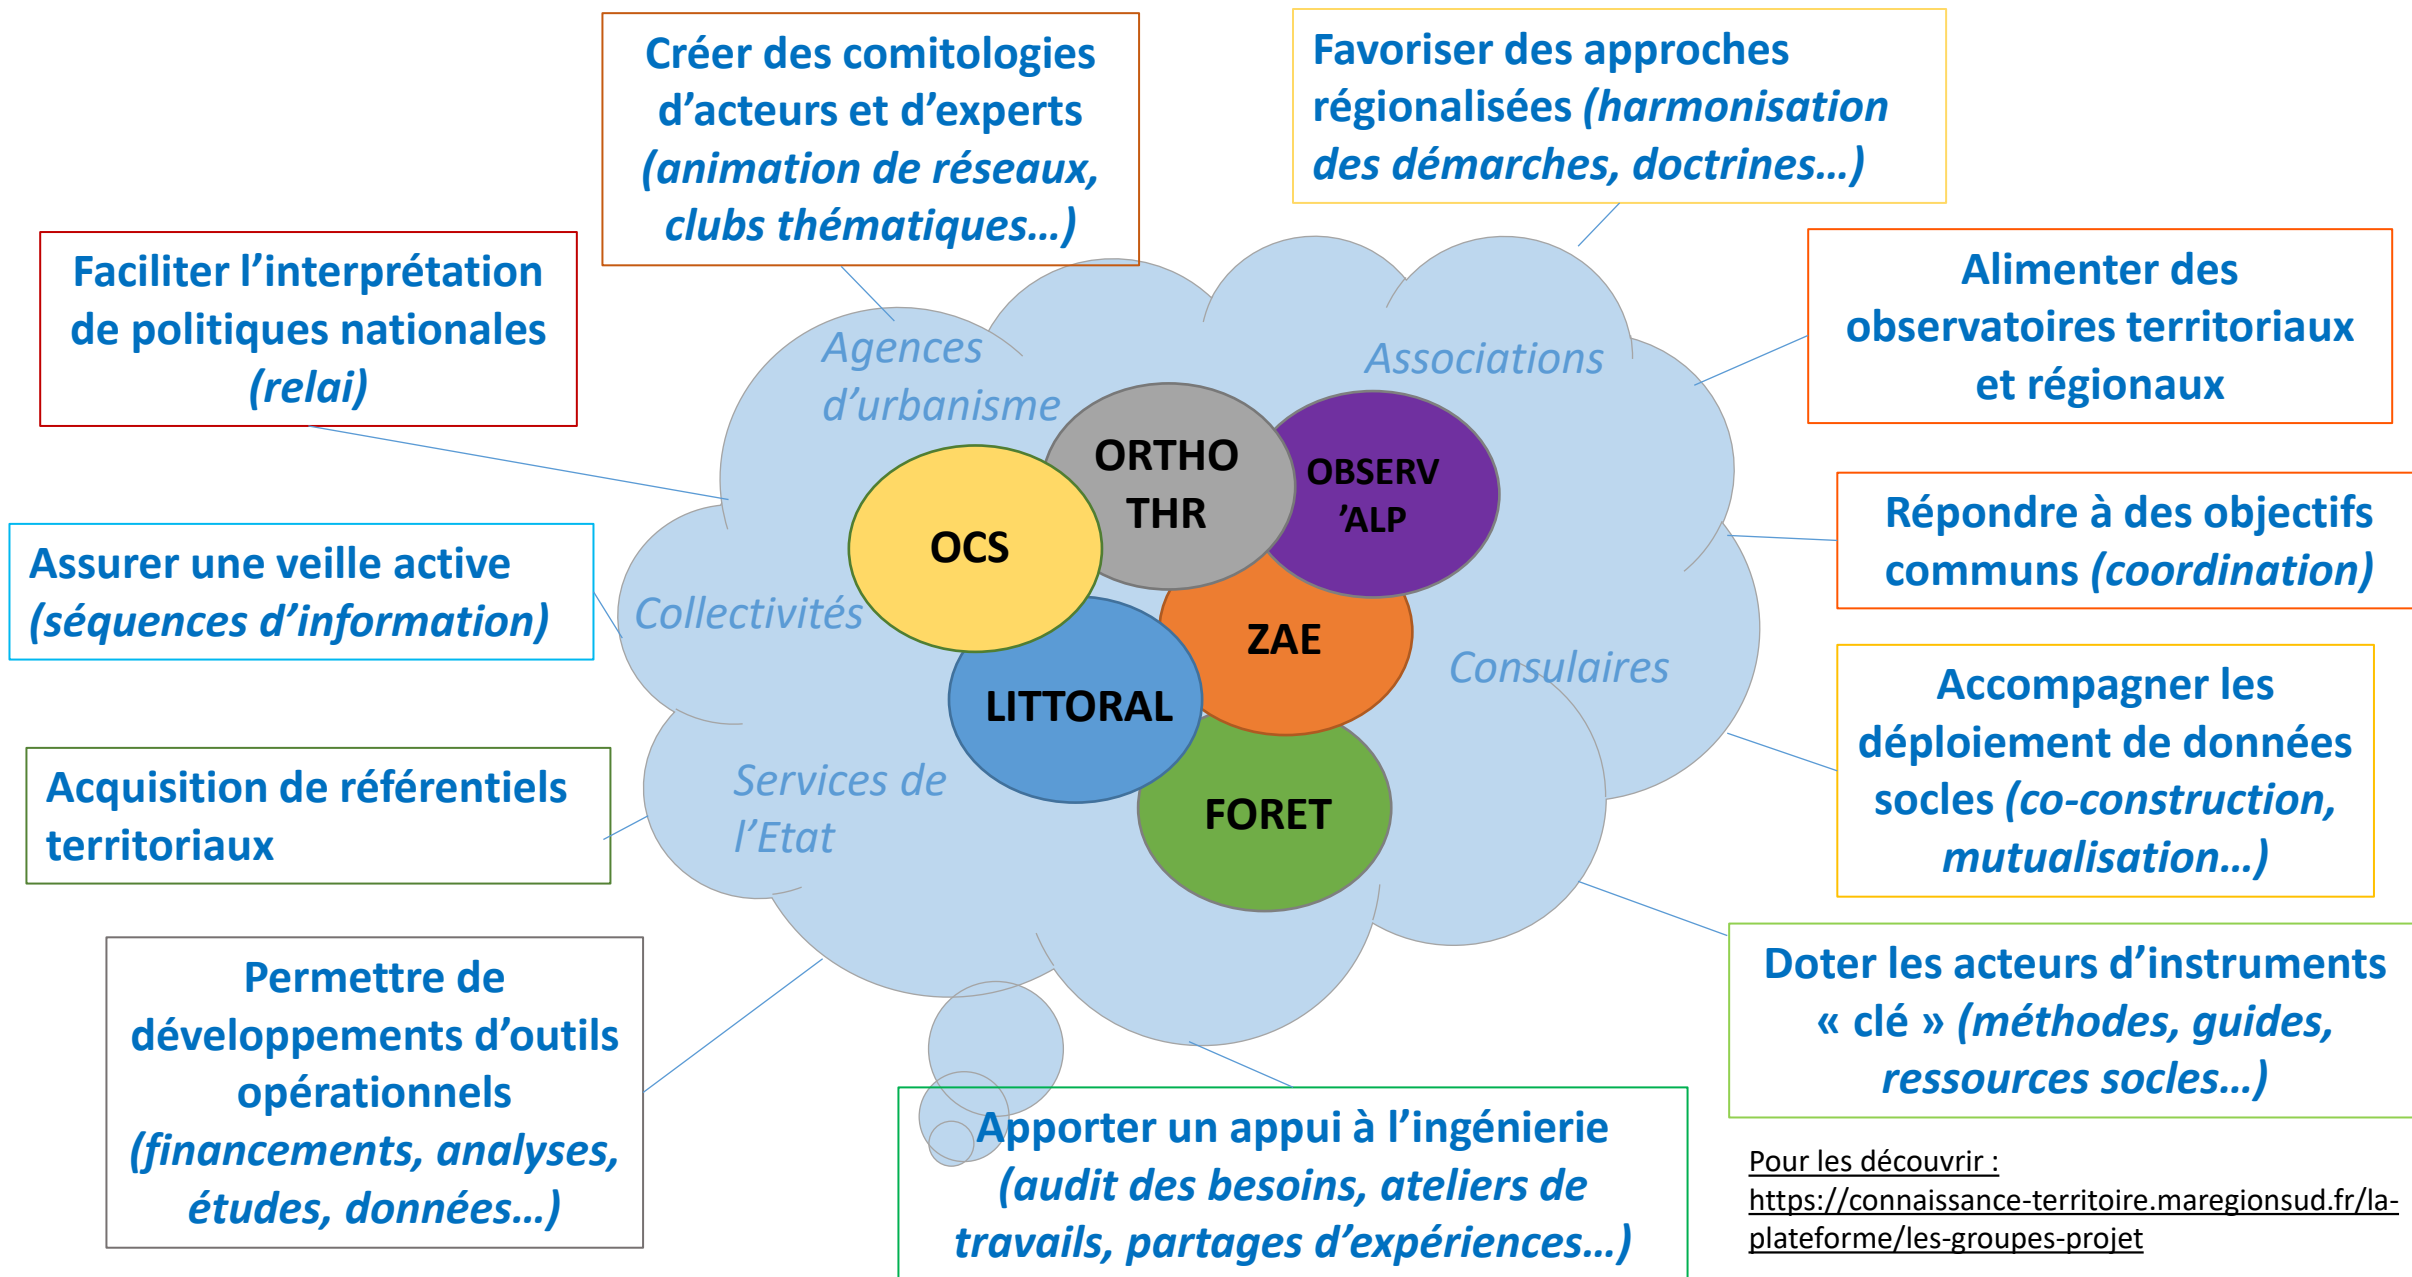 Créer des comitologies
d’acteurs et d’experts
(animation de réseaux,
clubs thématiques…)
Favoriser des approches
régionalisées (harmonisation
des démarches, doctrines…)
Faciliter l’interprétation
de politiques nationales
(relai)
Alimenter des
observatoires territoriaux
et régionaux
Agences
d’urbanisme
Associations
ORTHO
THR
OBSERV
’ALP
OCS
Répondre à des objectifs
communs (coordination)
Assurer une veille active
(séquences d’information)
Collectivités
ZAE
Consulaires
LITTORAL
Accompagner les
déploiement de données
socles (co-construction,
mutualisation…)
Acquisition de référentiels
territoriaux
Services de
l’Etat
FORET
Permettre de
développements d’outils
opérationnels
(financements, analyses,
études, données…)
Doter les acteurs d’instruments
« clé » (méthodes, guides,
ressources socles…)
Apporter un appui à l’ingénierie
(audit des besoins, ateliers de
travails, partages d’expériences…)
Pour les découvrir :
https://connaissance-territoire.maregionsud.fr/la-
plateforme/les-groupes-projet